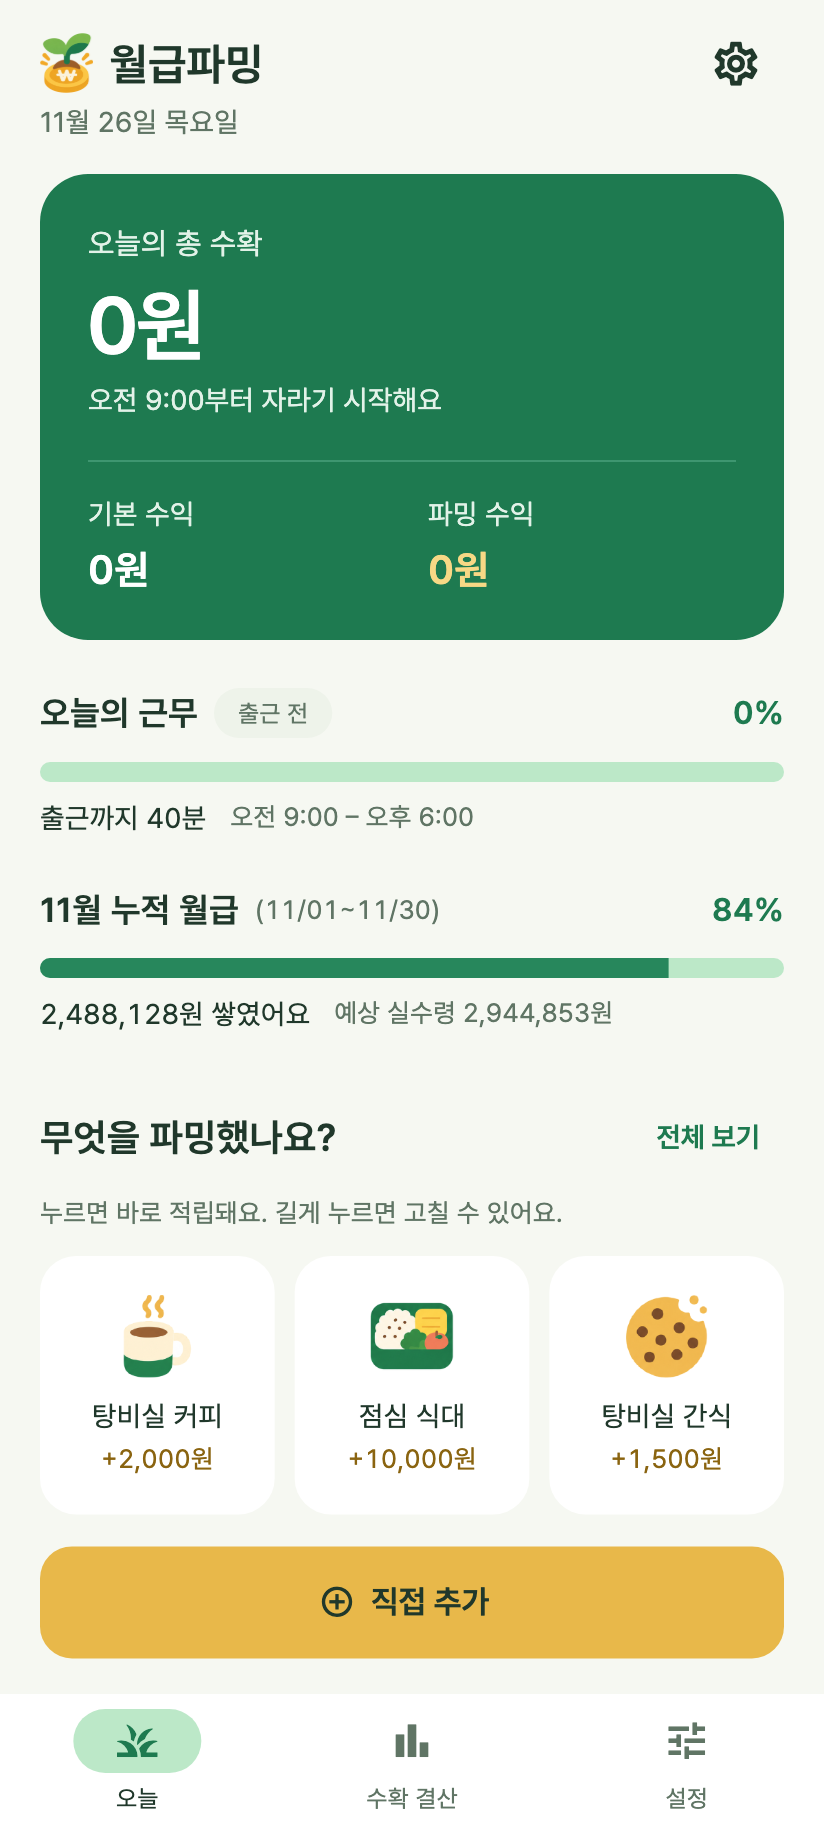 월급파밍
11월 26일 목요일
오늘의 총 수확
0원
오전 9:00부터 자라기 시작해요
기본 수익
파밍 수익
0원
0원
오늘의 근무
출근 전
0%
출근까지 40분 오전 9:00 – 오후 6:00
11월 누적 월급 (11/01~11/30)
84%
2,488,128원 쌓였어요 예상 실수령 2,944,853원
무엇을 파밍했나요?
전체 보기
누르면 바로 적립돼요. 길게 누르면 고칠 수 있어요.
탕비실 커피
+2,000원
점심 식대
+10,000원
탕비실 간식
+1,500원
직접 추가
오늘
수확 결산
설정